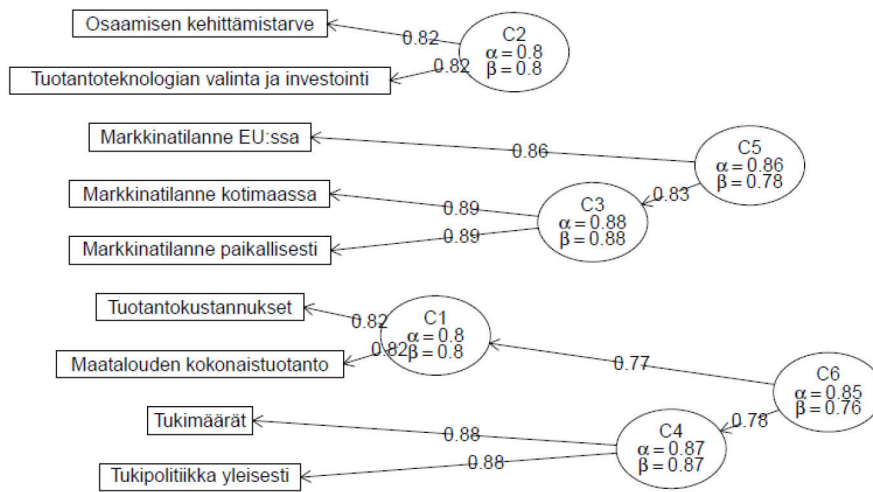 Osaamisen kehittämistarve
0.82
C2
α = 0.8
β = 0.8
Tuotantoteknologian valinta ja investointi
0.82
Markkinatilanne EU:ssa
0.86
C5
α = 0.86
β = 0.78
Markkinatilanne kotimaassa
0.89
C3
α = 0.88
β = 0.88
0.83
Markkinatilanne paikallisesti
0.89
Tuotantokustannukset
0.82
C1
α = 0.8
β = 0.8
Maatalouden kokonaistuotanto
0.82
0.77
C6
α = 0.85
β = 0.76
Tukimäärät
0.88
C4
α = 0.87
β = 0.87
0.78
Tukipolitiikka yleisesti
0.88